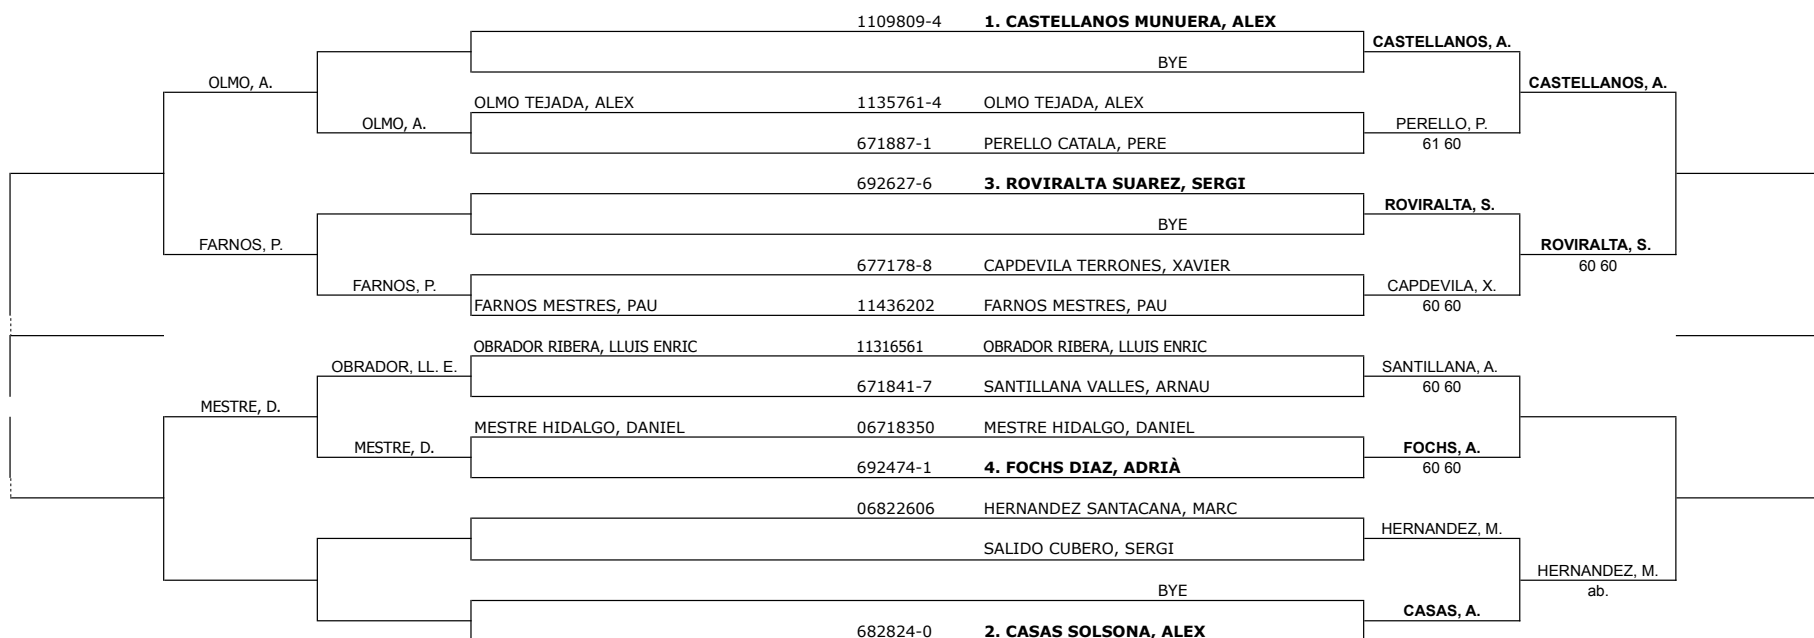 1109809-4 1. CASTELLANOS MUNUERA, ALEX
CASTELLANOS, A.
BYE
OLMO, A. CASTELLANOS, A.
OLMO TEJADA, ALEX 1135761-4 OLMO TEJADA, ALEX
OLMO, A. PERELLO, P.
671887-1 PERELLO CATALA, PERE 61 60
692627-6 3. ROVIRALTA SUAREZ, SERGI
ROVIRALTA, S.
BYE
FARNOS, P. ROVIRALTA, S.
677178-8 CAPDEVILA TERRONES, XAVIER 60 60
FARNOS, P. CAPDEVILA, X.
FARNOS MESTRES, PAU 11436202 FARNOS MESTRES, PAU 60 60
OBRADOR RIBERA, LLUIS ENRIC 11316561 OBRADOR RIBERA, LLUIS ENRIC
OBRADOR, LL. E. SANTILLANA, A.
671841-7 SANTILLANA VALLES, ARNAU 60 60
MESTRE, D.
MESTRE HIDALGO, DANIEL 06718350 MESTRE HIDALGO, DANIEL
MESTRE, D. FOCHS, A.
692474-1 4. FOCHS DIAZ, ADRIÀ 60 60
06822606 HERNANDEZ SANTACANA, MARC
HERNANDEZ, M.
SALIDO CUBERO, SERGI
HERNANDEZ, M.
BYE ab.
CASAS, A.
682824-0 2. CASAS SOLSONA, ALEX